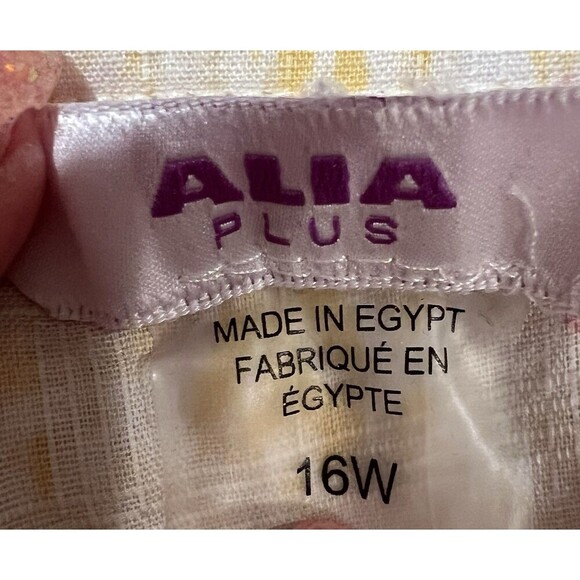 ALIA
PLUS
MADE IN EGYPT
FABRIQUÉ EN
ÉGYPTE
16W